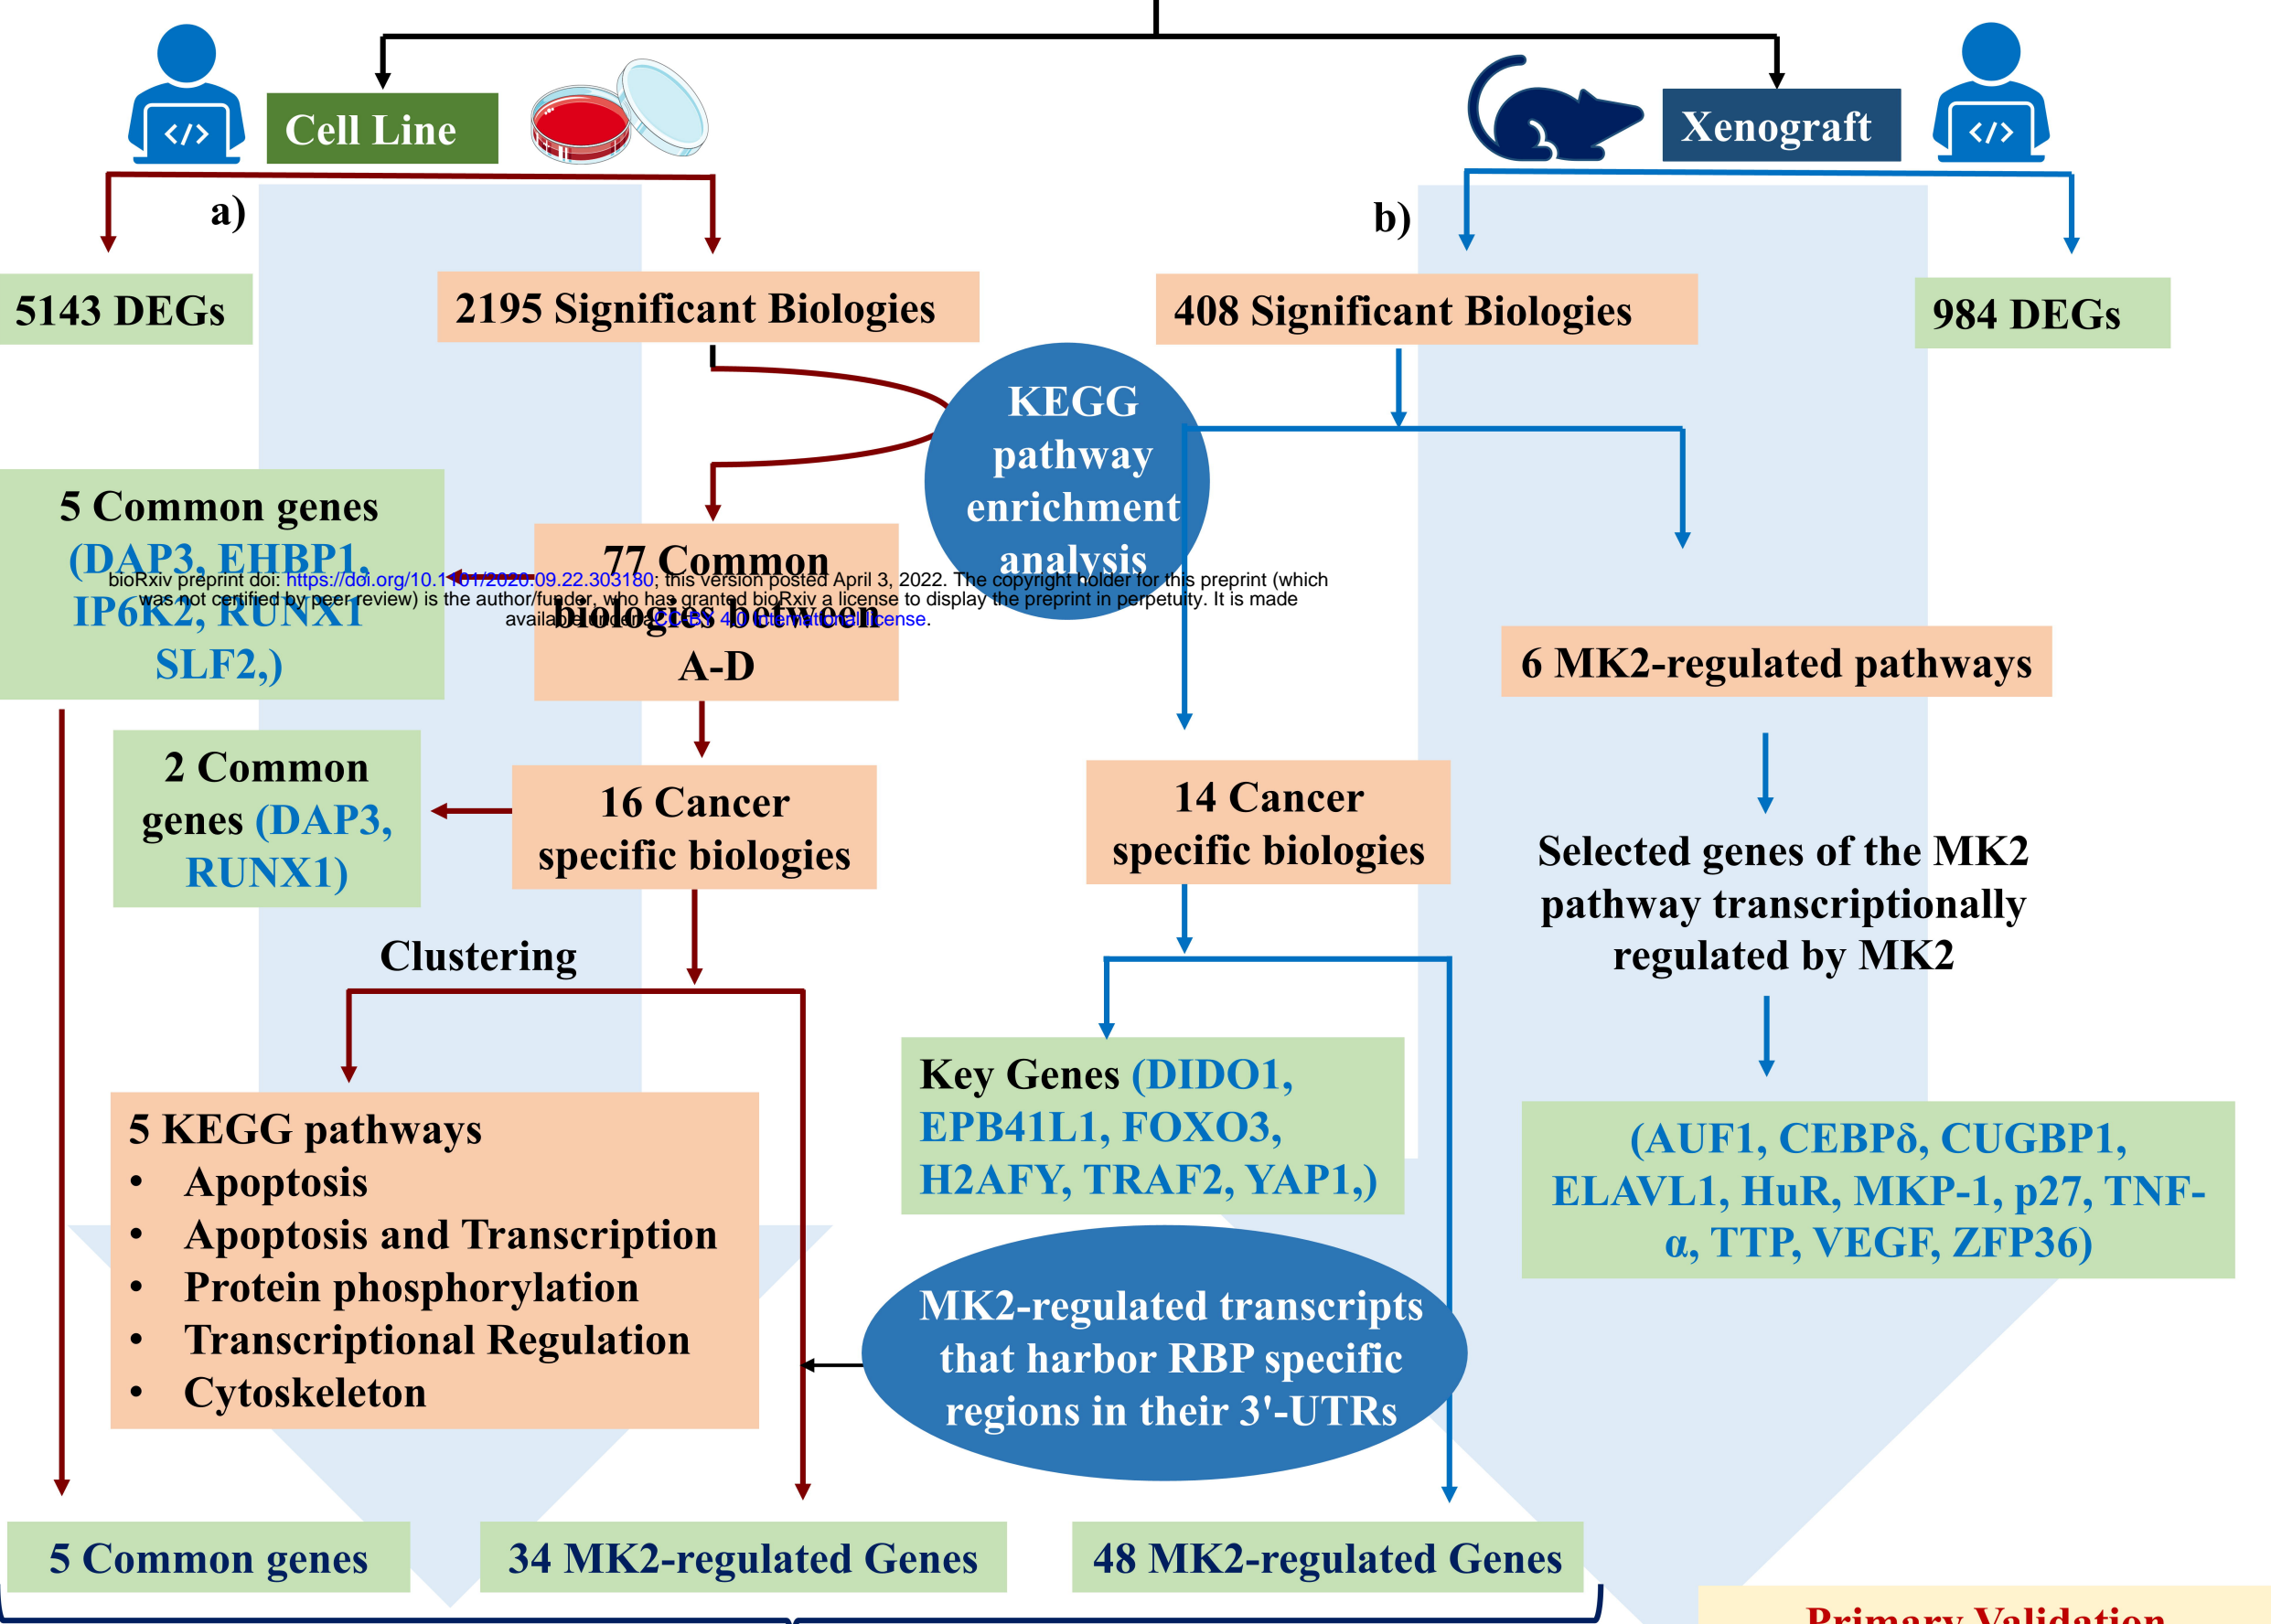 Cell Line
Xenograft
a)
b)
5143 DEGs
2195 Significant Biologies
408 Significant Biologies
984 DEGs
KEGG
pathway
enrichment
analysis
5 Common genes
(DAP3, EHBP1,
IP6K2, RUNX1
SLF2,)
77 Common
biologies between
A-D
bioRxiv preprint doi: https://doi.org/10.1101/2020.09.22.303180; this version posted April 3, 2022. The copyright holder for this preprint (which
was not certified by peer review) is the author/funder, who has granted bioRxiv a license to display the preprint in perpetuity. It is made
available under aCC-BY 4.0 International license.
6 MK2-regulated pathways
2 Common
genes (DAP3,
RUNX1)
16 Cancer
specific biologies
14 Cancer
specific biologies
Selected genes of the MK2
pathway transcriptionally
regulated by MK2
Clustering
Key Genes (DIDO1,
EPB41L1, FOXO3,
H2AFY, TRAF2, YAP1,)
5 KEGG pathways
• Apoptosis
• Apoptosis and Transcription
• Protein phosphorylation
• Transcriptional Regulation
• Cytoskeleton
(AUF1, CEBPδ, CUGBP1,
ELAVL1, HuR, MKP-1, p27, TNF-
α, TTP, VEGF, ZFP36)
MK2-regulated transcripts
that harbor RBP specific
regions in their 3'-UTRs
5 Common genes
34 MK2-regulated Genes
48 MK2-regulated Genes
Primary Validation